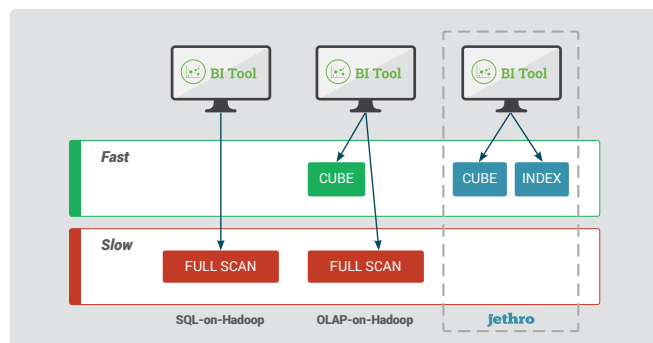 BI Tool BI Tool BI Tool
Fast
CUBE CUBE INDEX
Slow
FULL SCAN FULL SCAN
SQL-on-Hadoop OLAP-on-Hadoop jethro